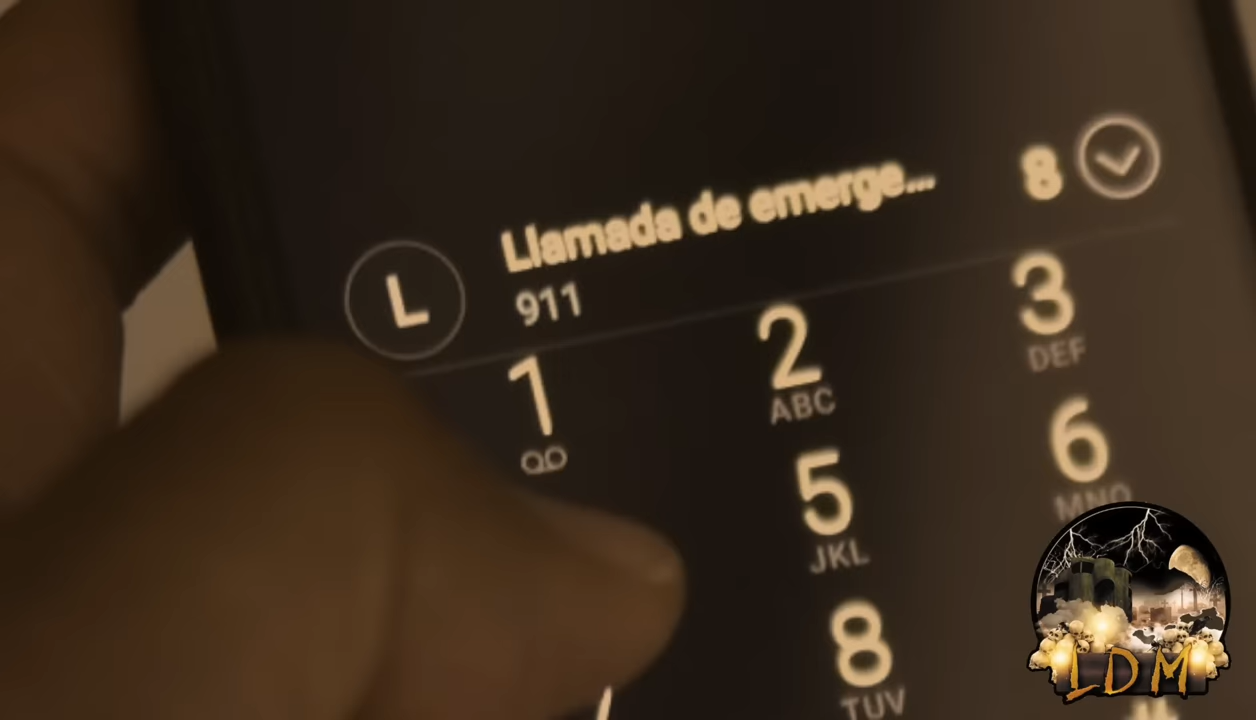 L
Llamada de emerge...
8
911
1
2
ABC
3
DEF
5
JKL
6
MNO
8
TUV
LDM